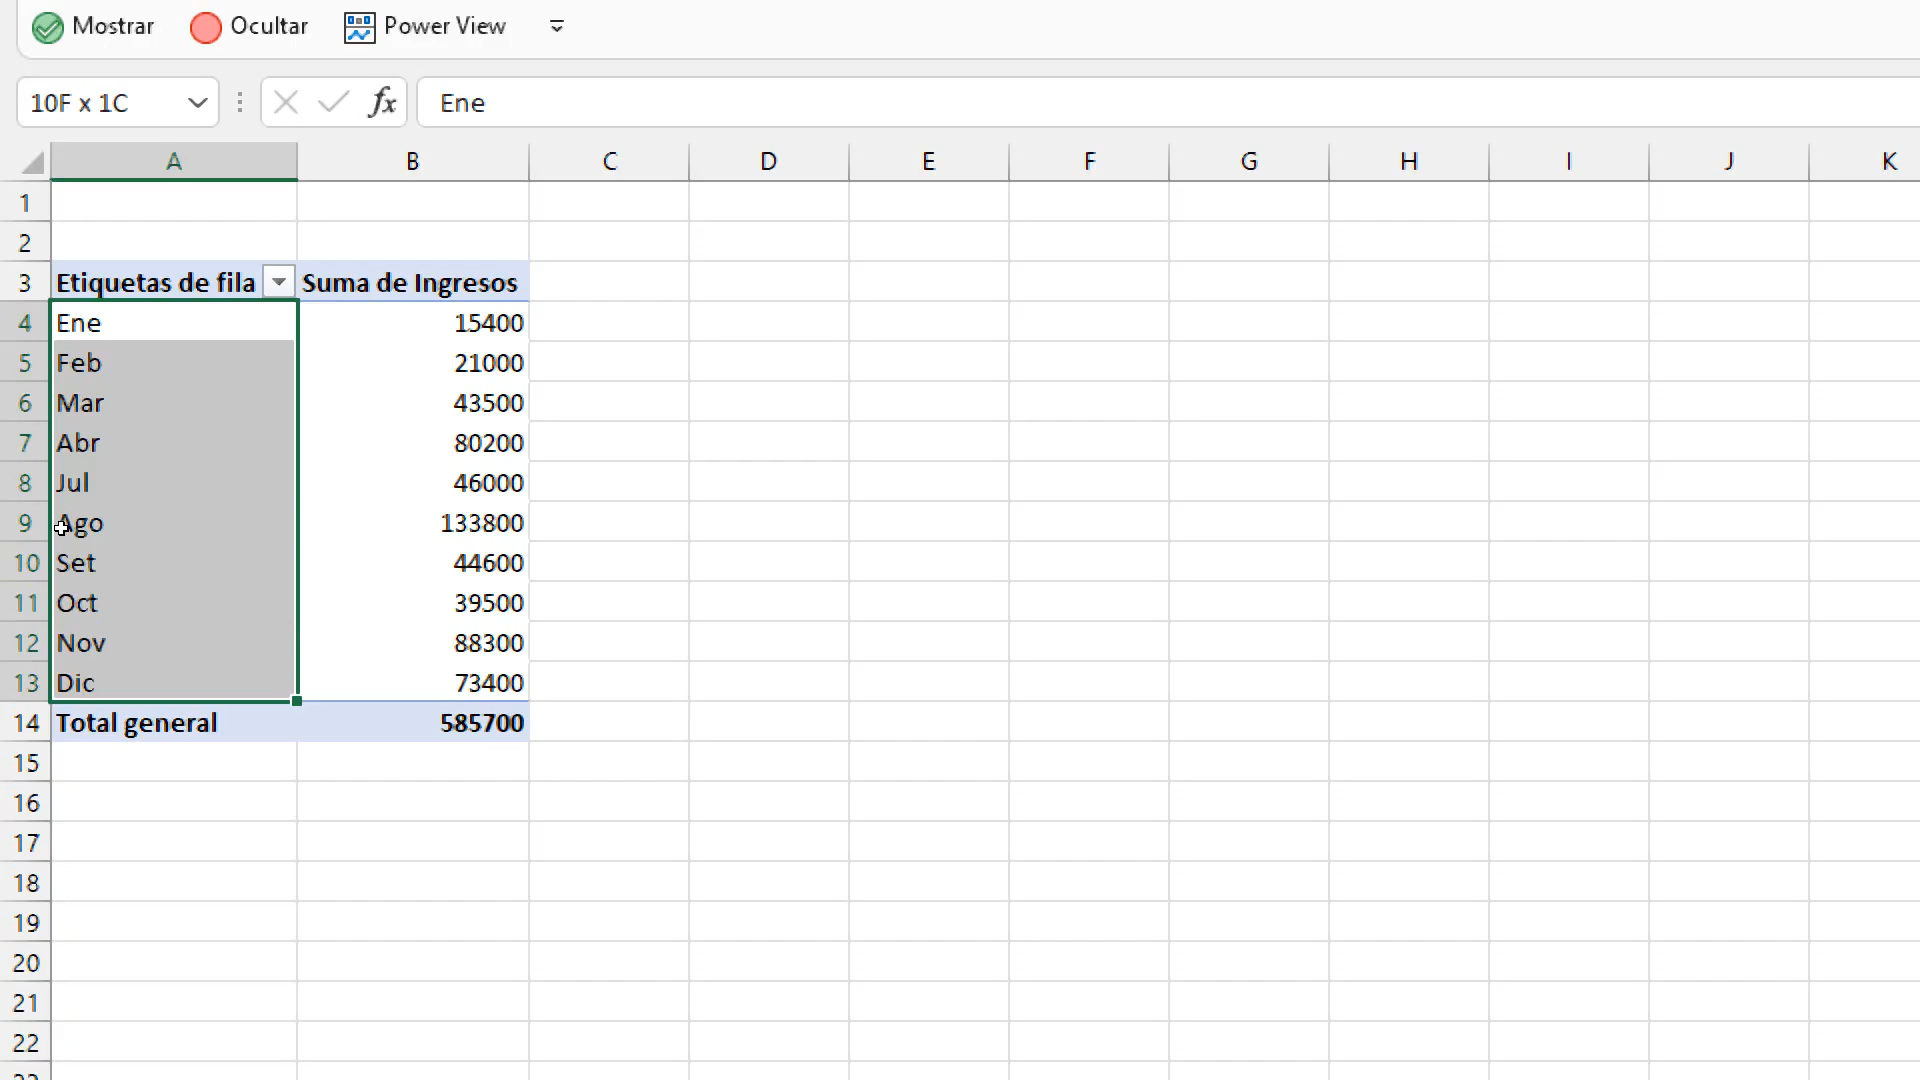 Mostrar Ocultar Power View
10F x 1C fx Ene
A B C D E F G H I J K
1
2
3 Etiquetas de fila Suma de Ingresos
4 Ene 15400
5 Feb 21000
6 Mar 43500
7 Abr 80200
8 Jul 46000
9 Ago 133800
10 Set 44600
11 Oct 39500
12 Nov 88300
13 Dic 73400
14 Total general 585700
15
16
17
18
19
20
21
22